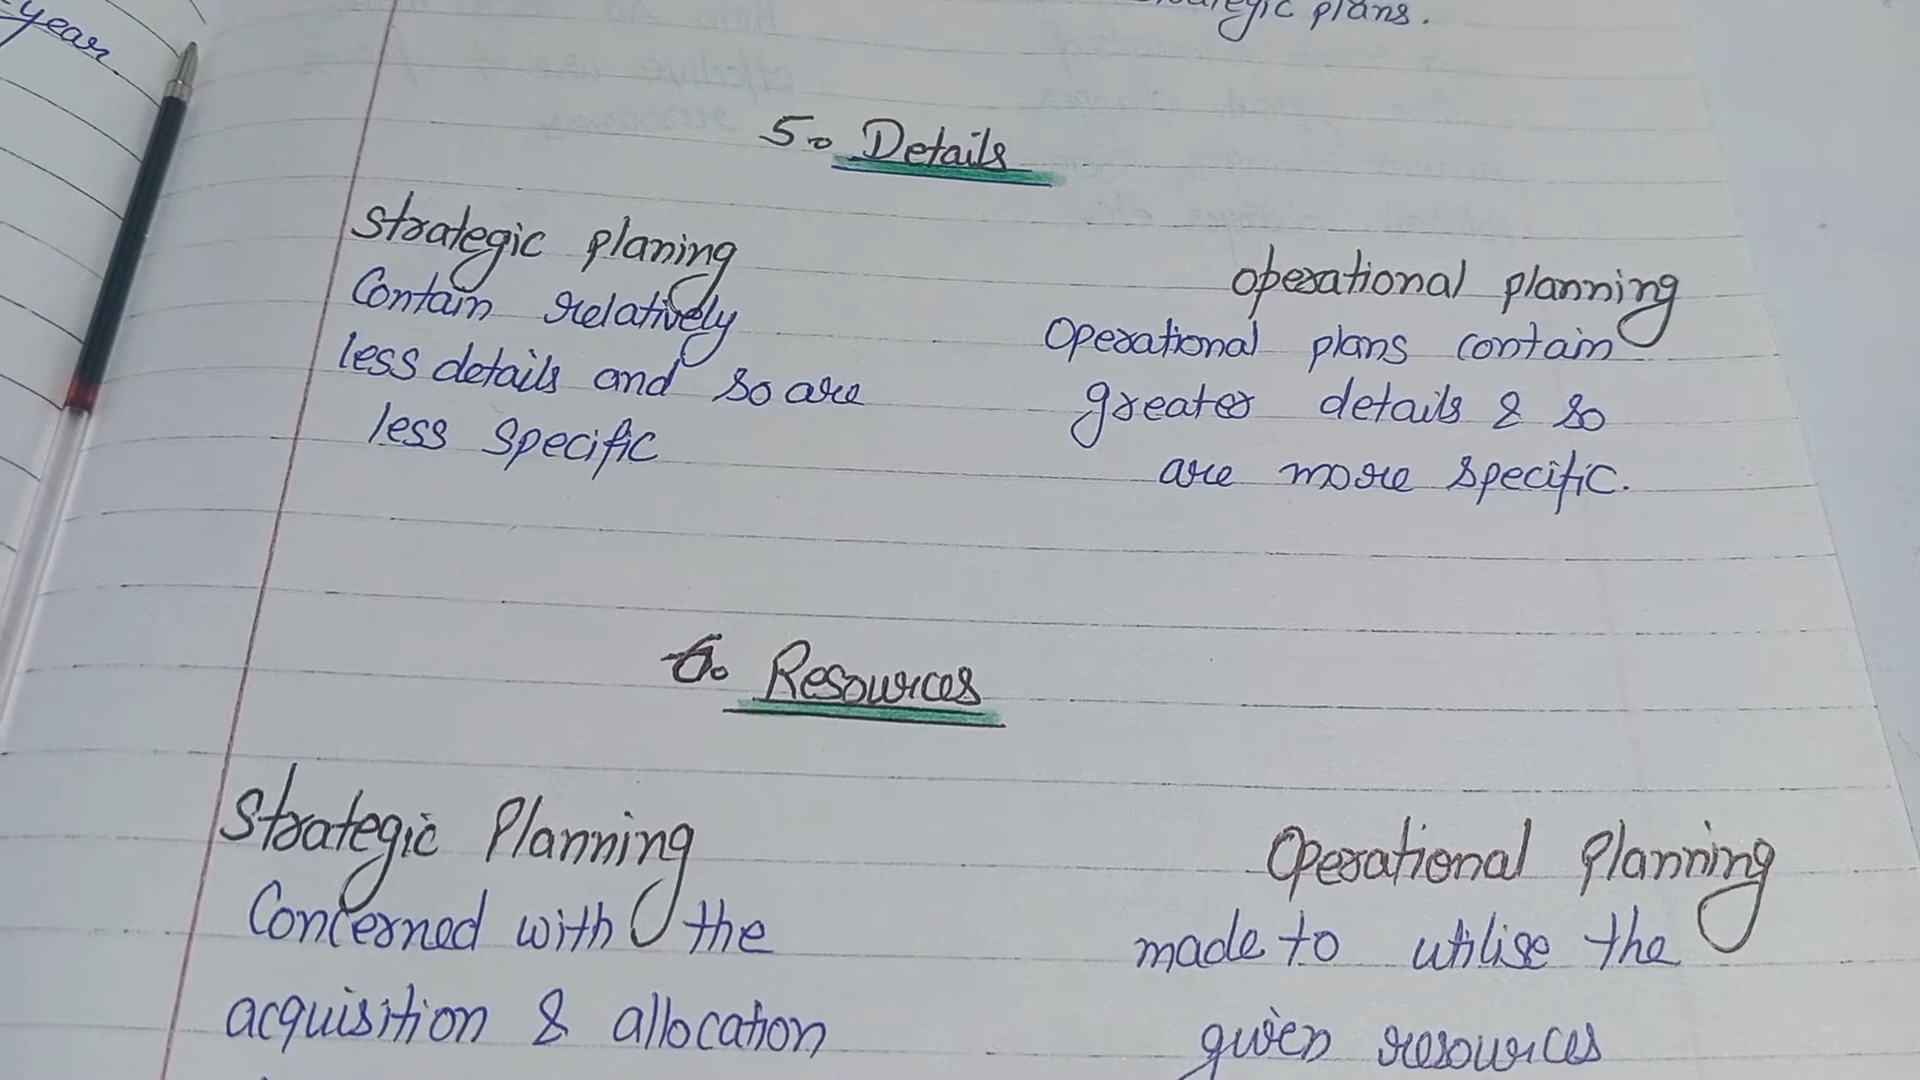 year
plans.
5. Details
strategic planing
Contain relatively
less details and so are
less specific
operational planning
Operational plans contain
greater details & so
are more specific.
6. Resources
Strategic Planning
Concerned with the
acquisition & allocation
Operational Planning
made to utilise the
given resources